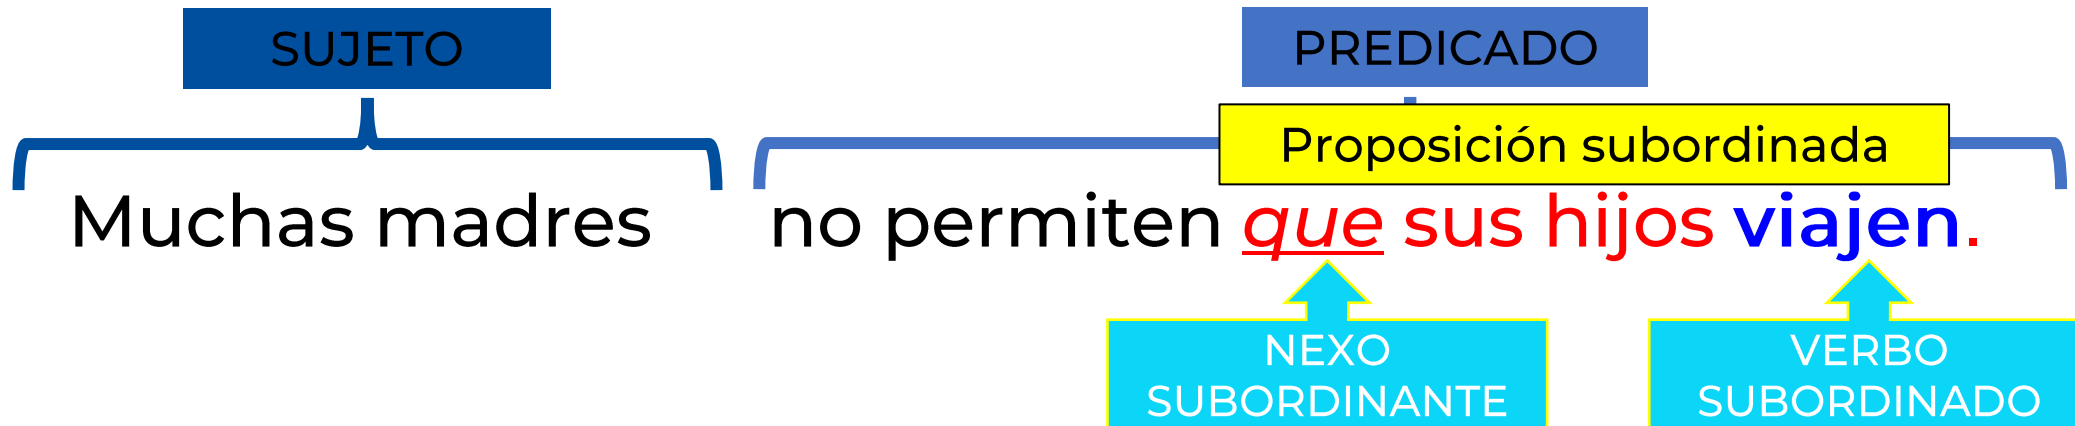 SUJETO
PREDICADO
Proposición subordinada
Muchas madres no permiten que sus hijos viajen.
NEXO
SUBORDINANTE
VERBO
SUBORDINADO